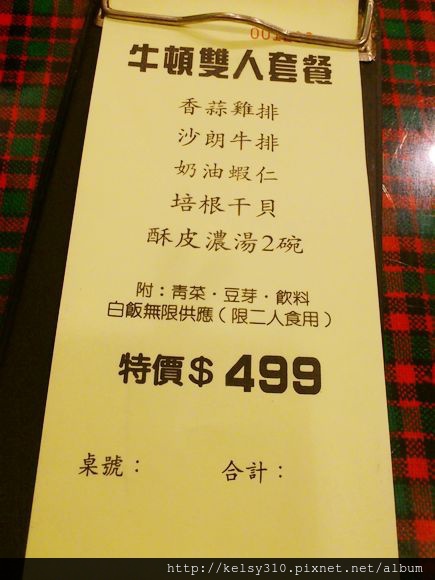 牛頓雙人套餐
香蒜雞排
沙朗牛排
奶油蝦仁
培根干貝
酥皮濃湯2碗
附：青菜·豆芽·飲料
白飯無限供應（限二人食用）
特價$499
桌號： 合計：
http://kelsy310.pixnet.net/album